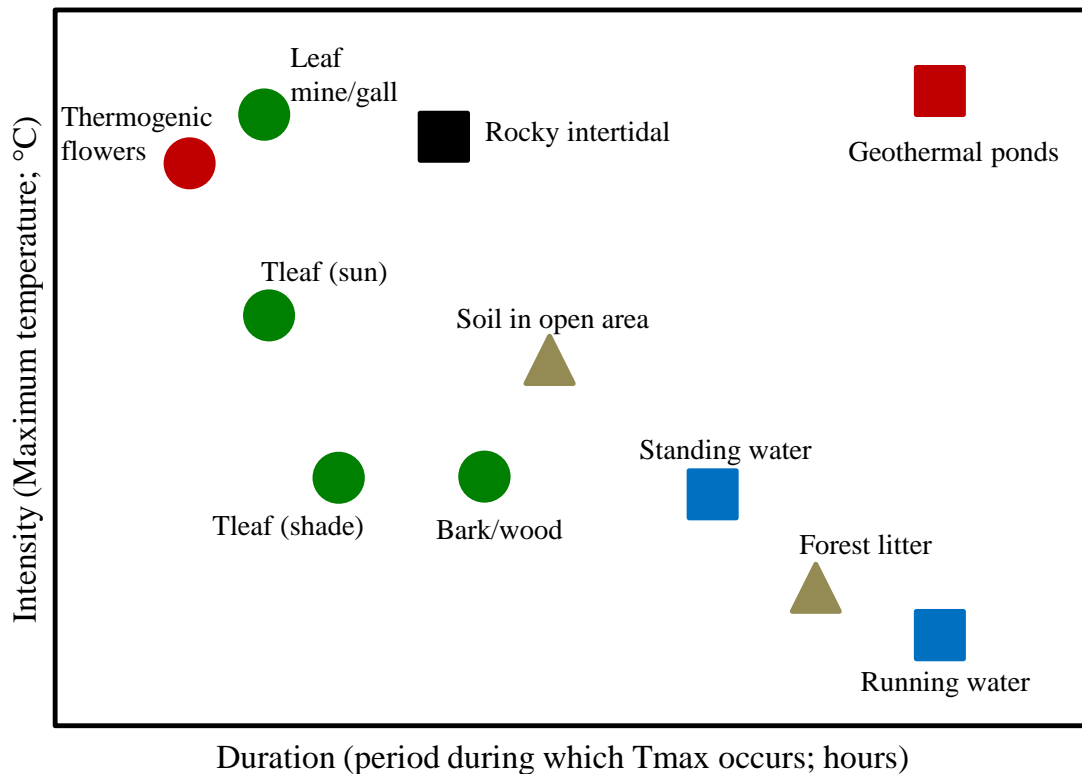 Leaf
mine/gall
Thermogenic
flowers
Rocky intertidal
Geothermal ponds
Tleaf (sun)
Soil in open area
Standing water
Tleaf (shade)
Bark/wood
Forest litter
Running water
Intensity (Maximum temperature; °C)
Duration (period during which Tmax occurs; hours)